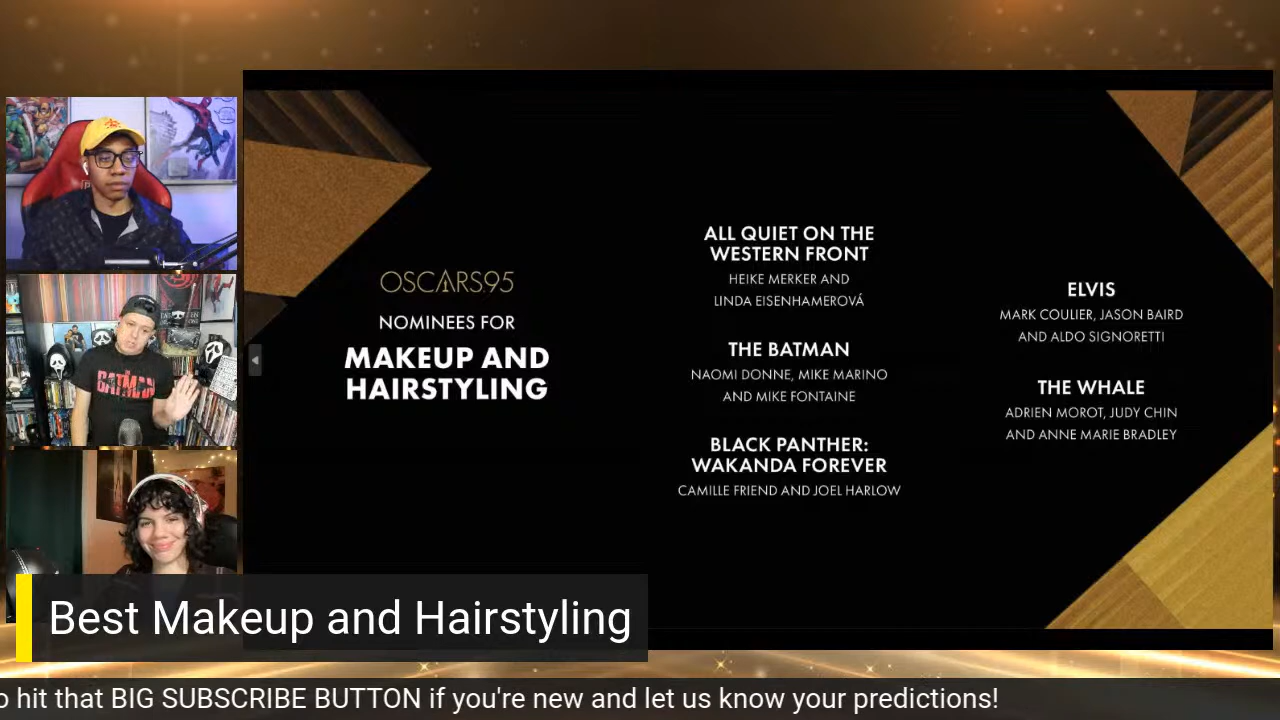 OSCARS95
NOMINEES FOR
MAKEUP AND
HAIRSTYLING
ALL QUIET ON THE
WESTERN FRONT
HEIKE MERKER AND
LINDA EISENHAMEROVÁ
THE BATMAN
NAOMI DONNE, MIKE MARINO
AND MIKE FONTAINE
BLACK PANTHER:
WAKANDA FOREVER
CAMILLE FRIEND AND JOEL HARLOW
ELVIS
MARK COULIER, JASON BAIRD
AND ALDO SIGNORETTI
THE WHALE
ADRIEN MOROT, JUDY CHIN
AND ANNE MARIE BRADLEY
BATMAN
Best Makeup and Hairstyling
o hit that BIG SUBSCRIBE BUTTON if you're new and let us know your predictions!